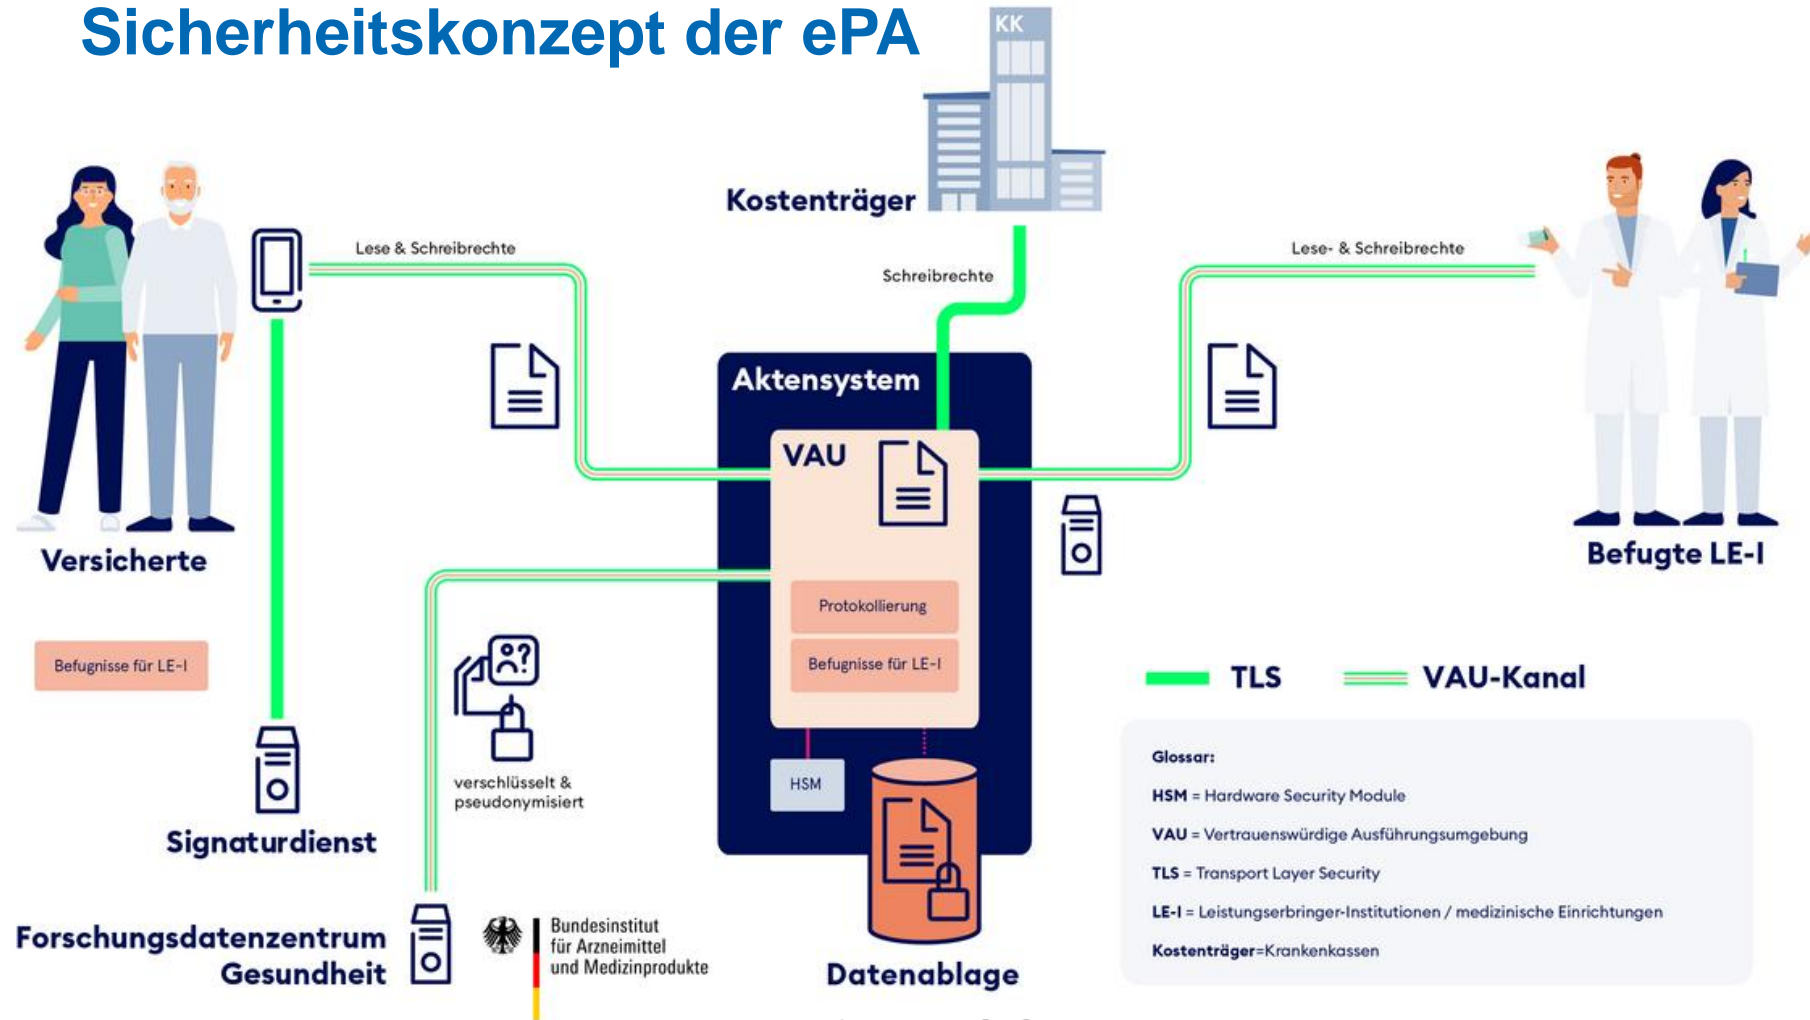 Sicherheitskonzept der ePA
KK
Kostenträger
Lese & Schreibrechte
Schreibrechte
Lese- & Schreibrechte
Aktensystem
VAU
Versicherte
Befugte LE-I
Protokollierung
Befugnisse für LE-I
Befugnisse für LE-I
?
HSM
verschlüsselt &
pseudonymisiert
Signaturdienst
Forschungsdatenzentrum
Gesundheit
Bundesinstitut
für Arzneimittel
und Medizinprodukte
Datenablage
TLS
VAU-Kanal
Glossar:
HSM = Hardware Security Module
VAU = Vertrauenswürdige Ausführungsumgebung
TLS = Transport Layer Security
LE-I = Leistungserbringer-Institutionen / medizinische Einrichtungen
Kostenträger=Krankenkassen